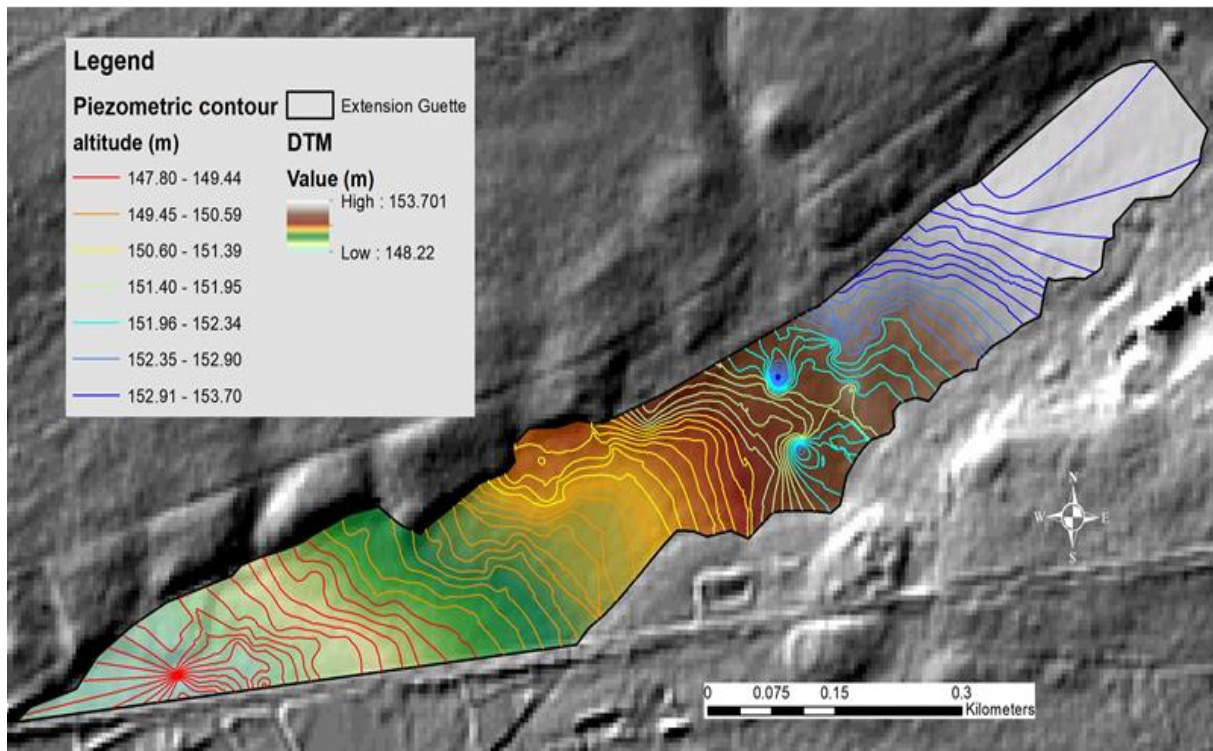 Legend
Piezometric contour
altitude (m)
147.80 - 149.44
149.45 - 150.59
150.60 - 151.39
151.40 - 151.95
151.96 - 152.34
152.35 - 152.90
152.91 - 153.70
Extension Guette
DTM
Value (m)
High : 153.701
Low : 148.22
N
W E
S
0 0.075 0.15 0.3
Kilometers